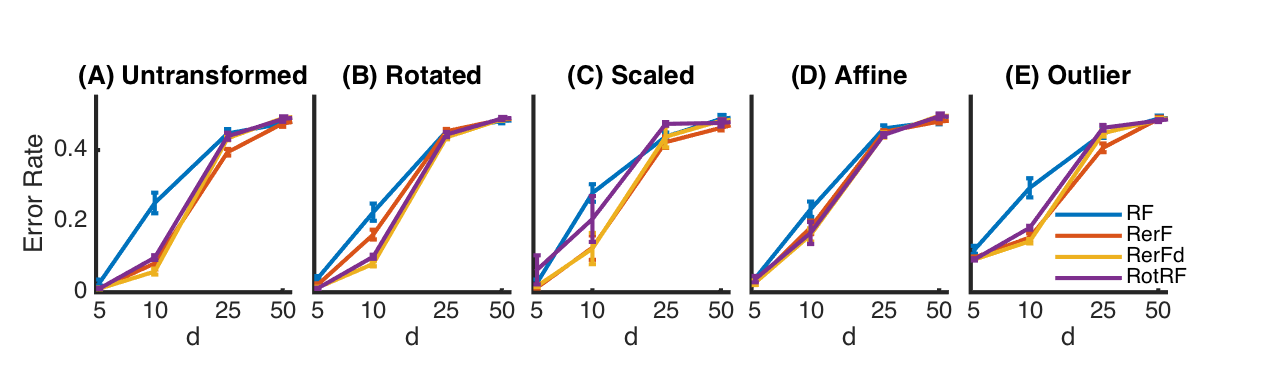 (A) Untransformed
(B) Rotated
(C) Scaled
(D) Affine
(E) Outlier
Error Rate
0.4
0.2
0
RF
RerF
RerFd
RotRF
5 10 25 50
5 10 25 50
5 10 25 50
5 10 25 50
5 10 25 50
d
d
d
d
d